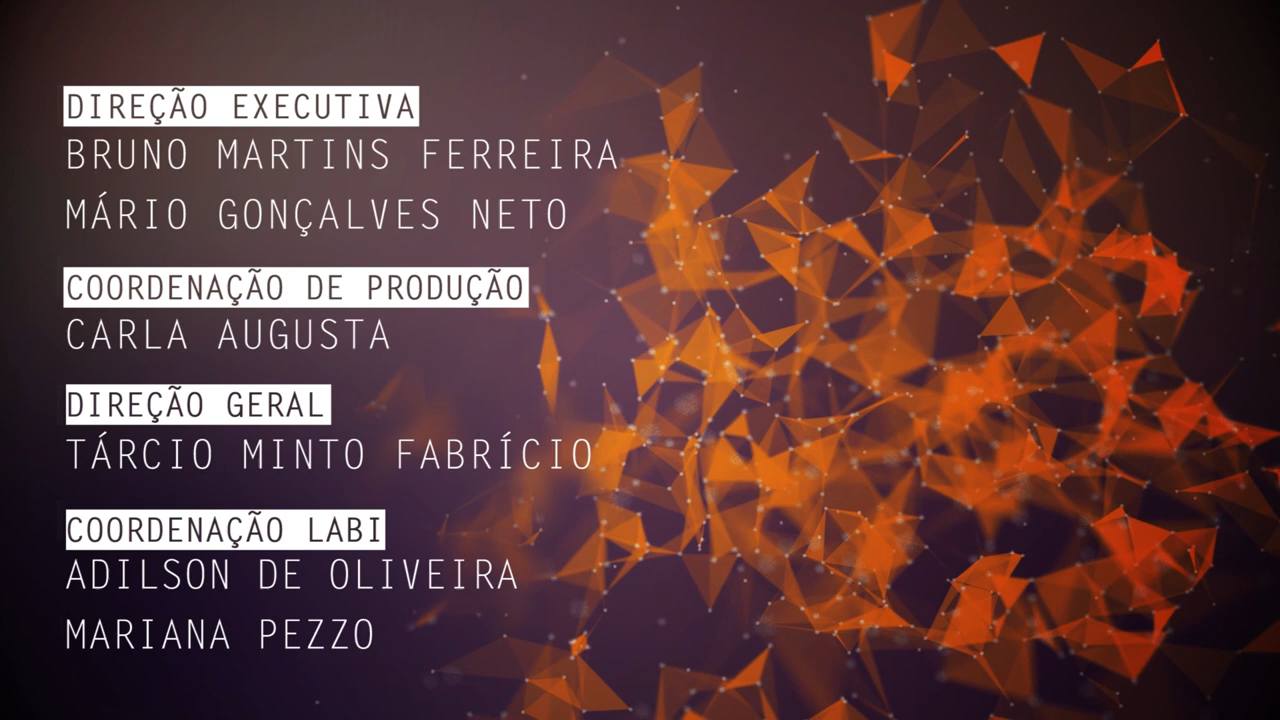 DIREÇÃO EXECUTIVA
BRUNO MARTINS FERREIRA
MÁRIO GONÇALVES NETO
COORDENAÇÃO DE PRODUÇÃO
CARLA AUGUSTA
DIREÇÃO GERAL
TÁRCIO MINTO FABRÍCIO
COORDENAÇÃO LABI
ADILSON DE OLIVEIRA
MARIANA PEZZO